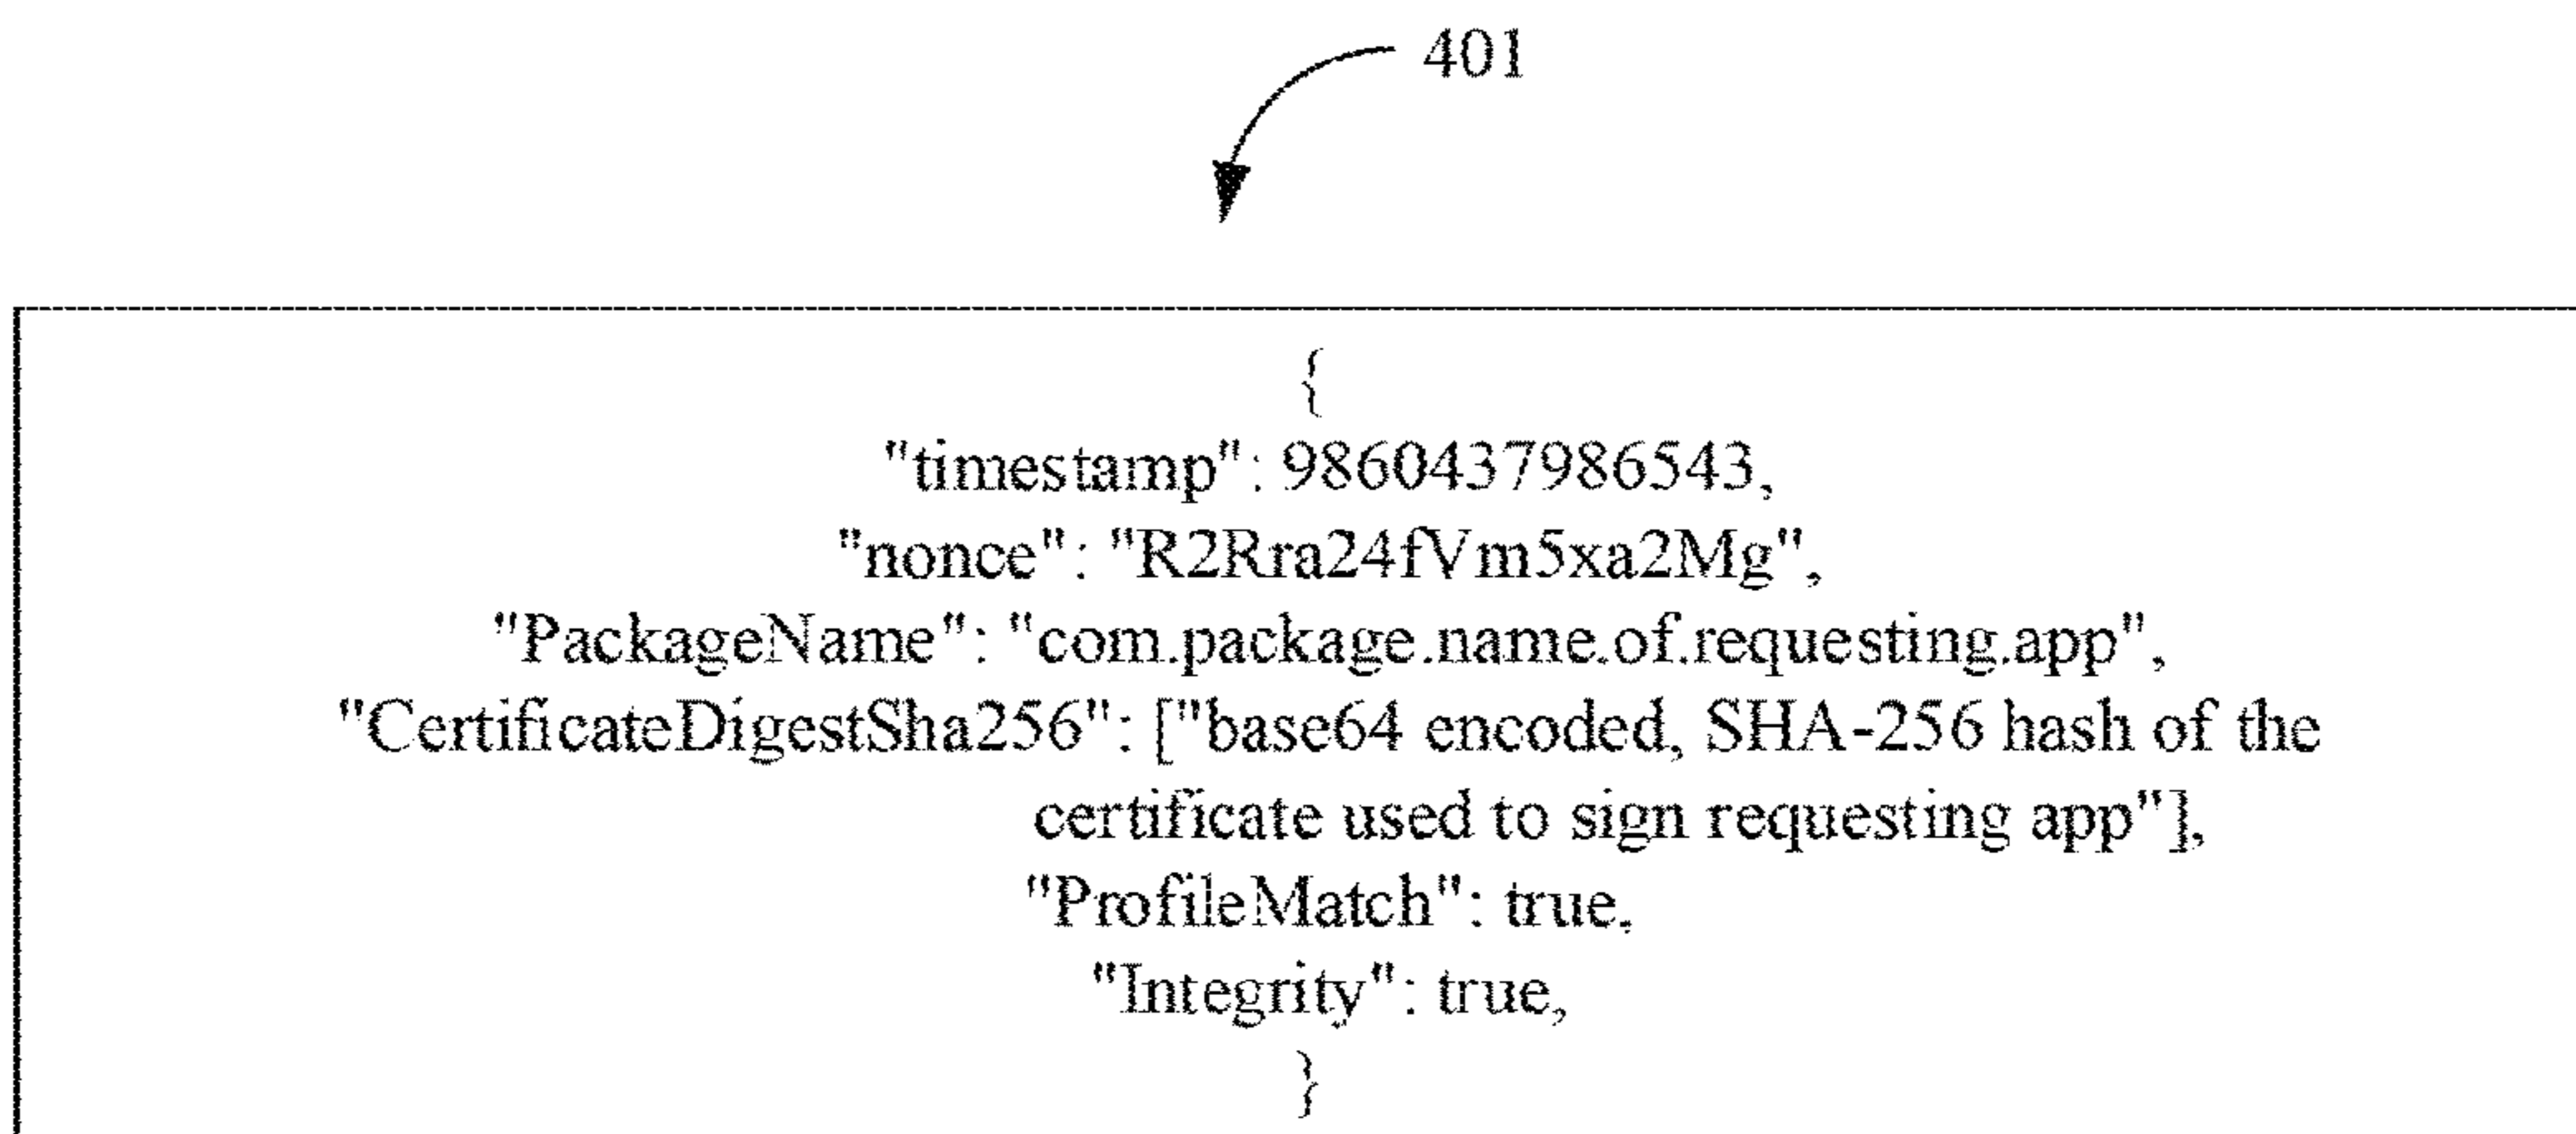 401
{
"timestamp": 9860437986543,
"nonce": "R2Rra24fVm5xa2Mg",
"PackageName": "com.package.name.of.requesting.app",
"CertificateDigestSha256": ["base64 encoded, SHA-256 hash of the
certificate used to sign requesting app"],
"ProfileMatch": true,
"Integrity": true,
}